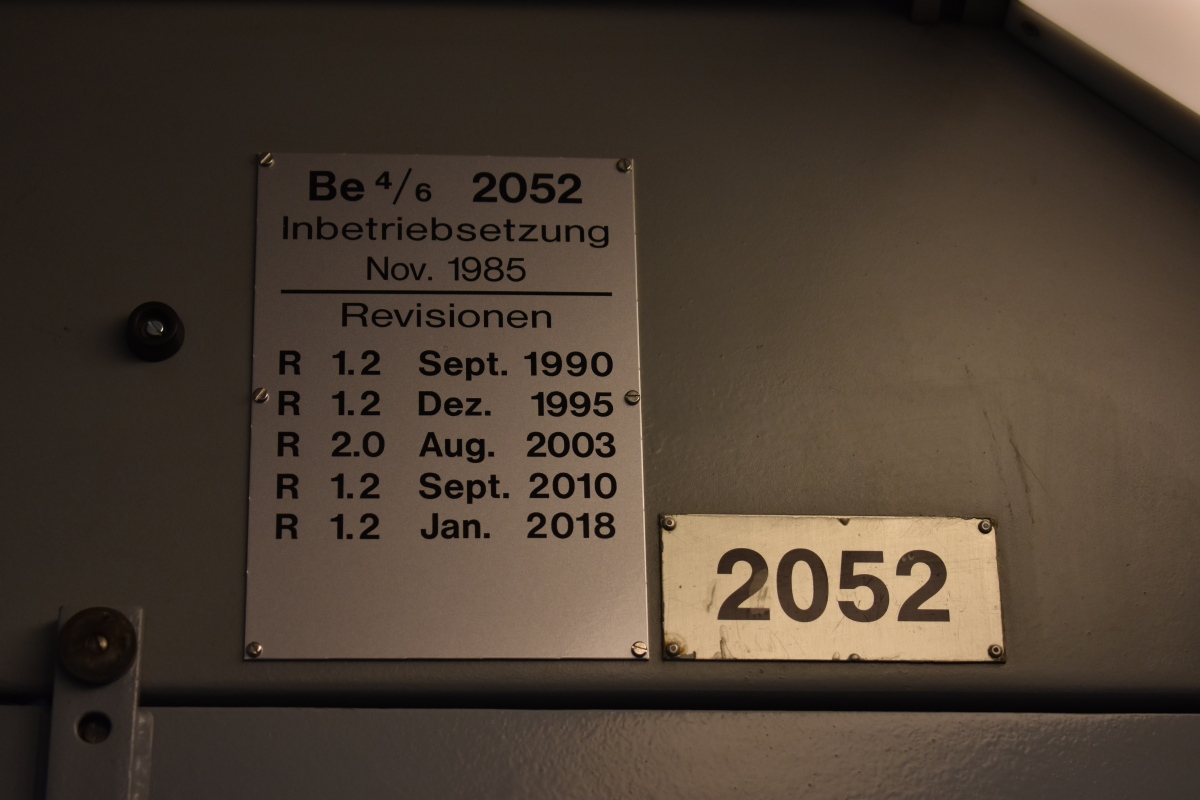 Be 4/6 2052
Inbetriebsetzung
Nov. 1985
Revisionen
R 1.2 Sept. 1990
R 1.2 Dez. 1995
R 2.0 Aug. 2003
R 1.2 Sept. 2010
R 1.2 Jan. 2018
2052